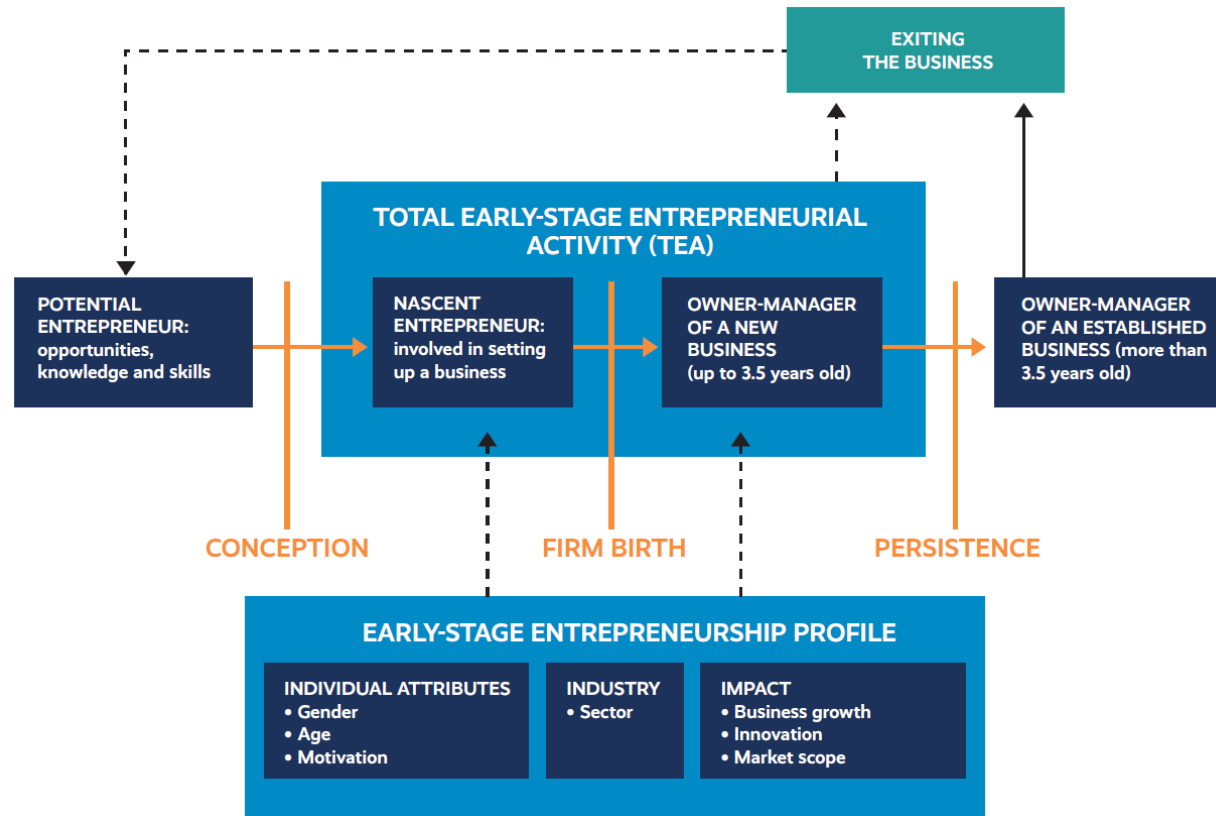 EXITING
THE BUSINESS
TOTAL EARLY-STAGE ENTREPRENEURIAL
ACTIVITY (TEA)
POTENTIAL
ENTREPRENEUR:
opportunities,
knowledge and skills
NASCENT
ENTREPRENEUR:
involved in setting
up a business
OWNER-MANAGER
OF A NEW
BUSINESS
(up to 3.5 years old)
OWNER-MANAGER
OF AN ESTABLISHED
BUSINESS (more than
3.5 years old)
CONCEPTION
FIRM BIRTH
PERSISTENCE
EARLY-STAGE ENTREPRENEURSHIP PROFILE
INDIVIDUAL ATTRIBUTES
• Gender
• Age
• Motivation
INDUSTRY
• Sector
IMPACT
• Business growth
• Innovation
• Market scope